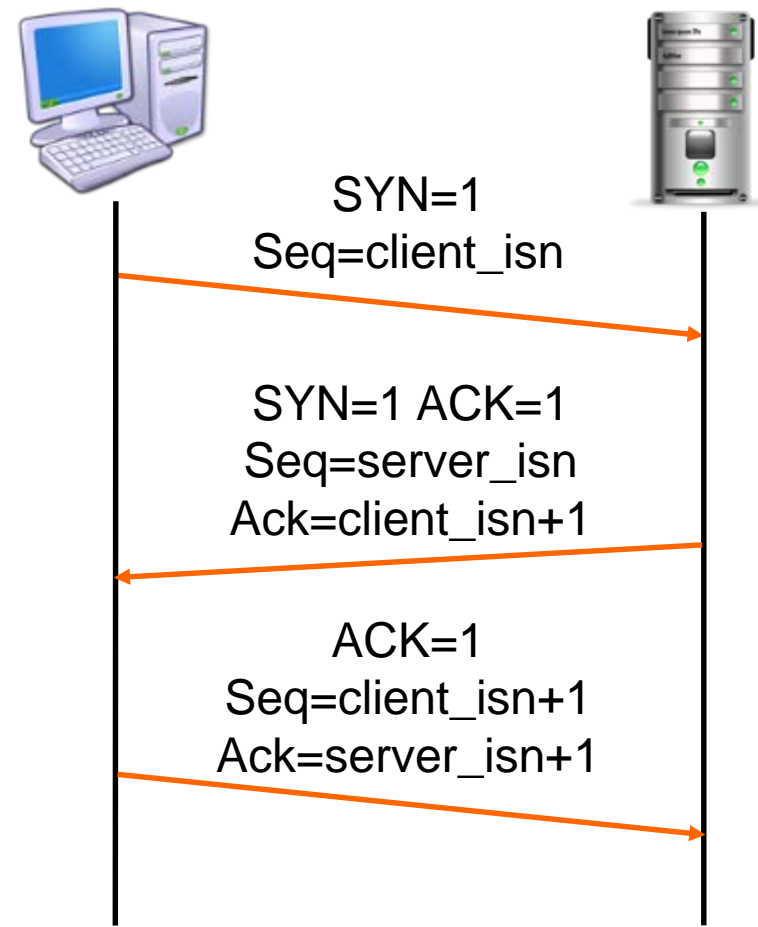 SYN=1
Seq=client_isn
SYN=1 ACK=1
Seq=server_isn
Ack=client_isn+1
ACK=1
Seq=client_isn+1
Ack=server_isn+1